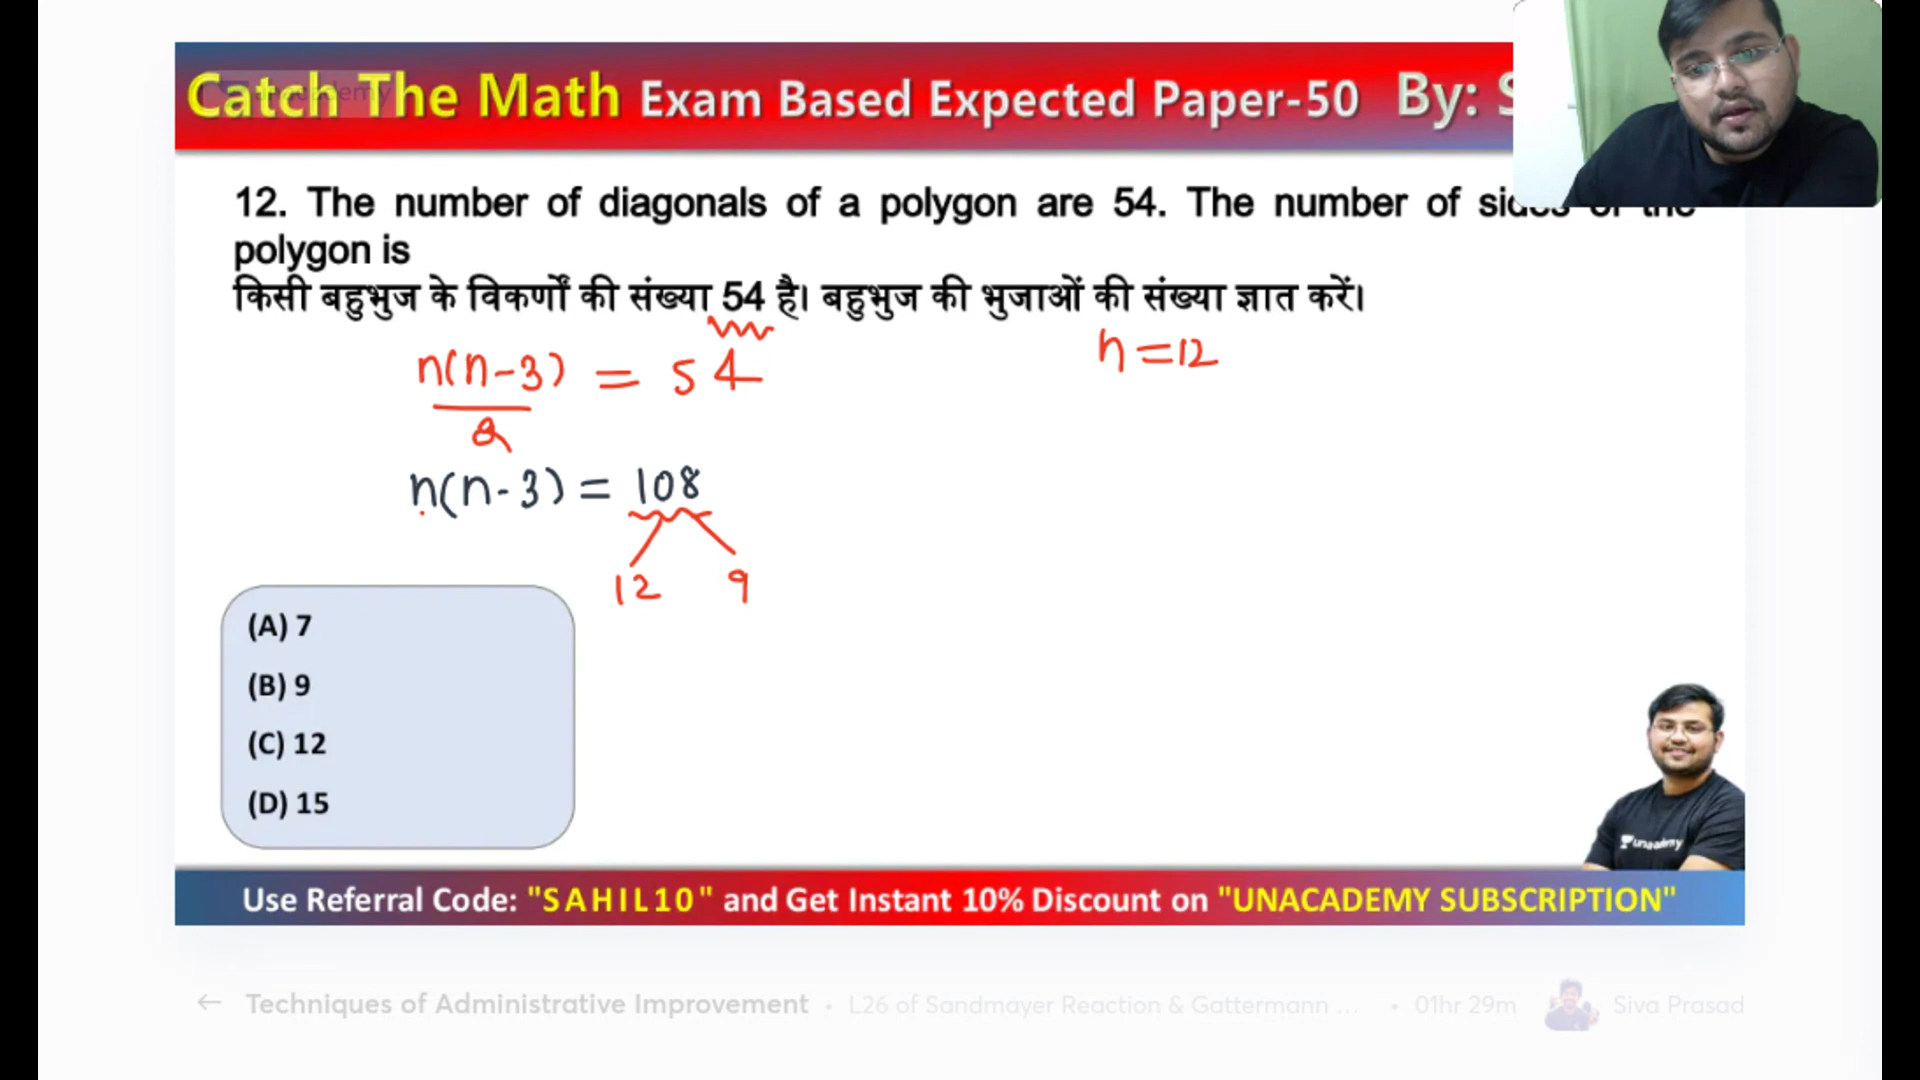 Catch The Math Exam Based Expected Paper-50 By: S
12. The number of diagonals of a polygon are 54. The number of sides of the
polygon is
किसी बहुभुज के विकर्णों की संख्या 54 है। बहुभुज की भुजाओं की संख्या ज्ञात करें।
n(n-3) = 54
2
n = 12
n(n-3) = 108
12 9
(A) 7
(B) 9
(C) 12
(D) 15
unacademy
Use Referral Code: "SAHIL10" and Get Instant 10% Discount on "UNACADEMY SUBSCRIPTION"
← Techniques of Administrative Improvement • L26 of Sandmayer Reaction & Gattermann ... • 01hr 29m Siva Prasad